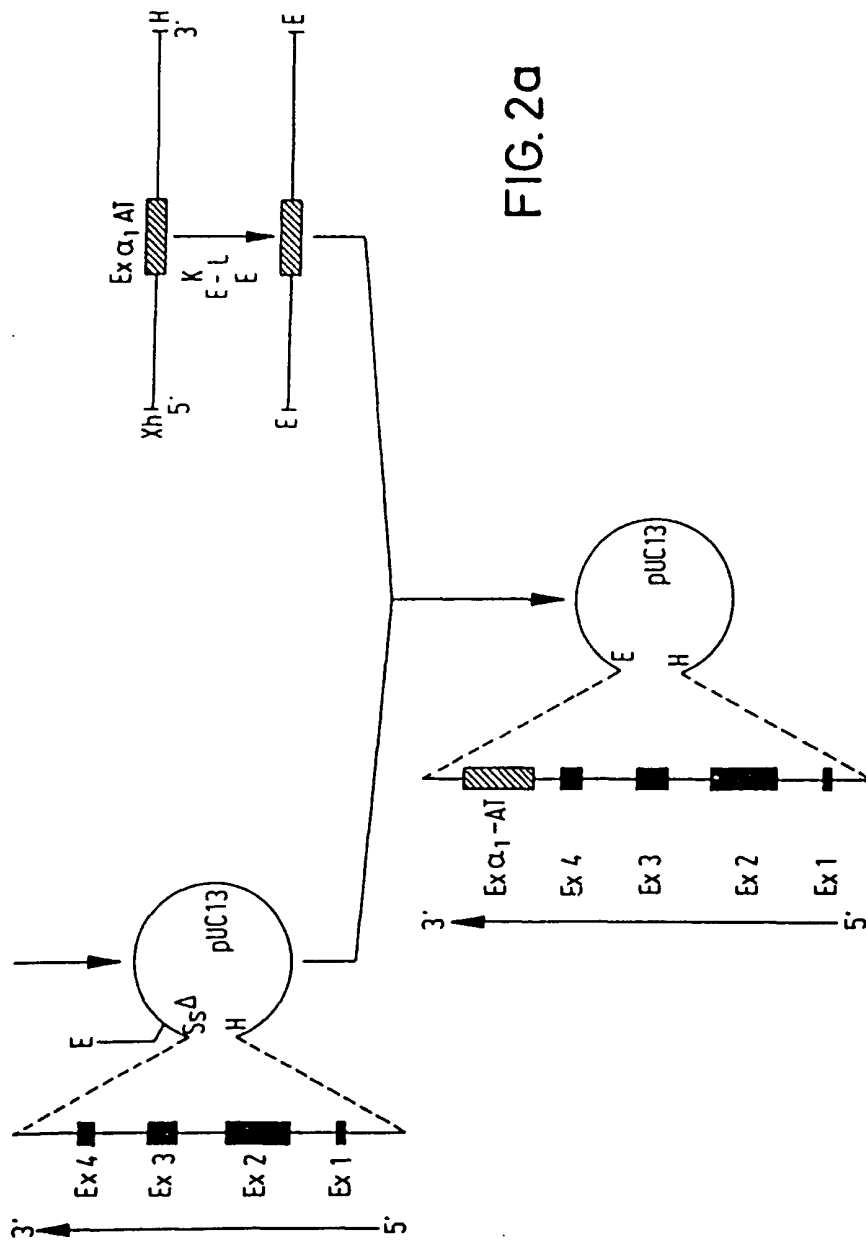 3'
5'
Ex 4
Ex 3
Ex 2
Ex 1
E
SsΔ
H
pUC13
Xh
5'
Ex α₁ AT
H
3'
K
E - L
E
E
E
3'
5'
Ex α₁-AT
Ex 4
Ex 3
Ex 2
Ex 1
E
H
pUC13
FIG. 2a